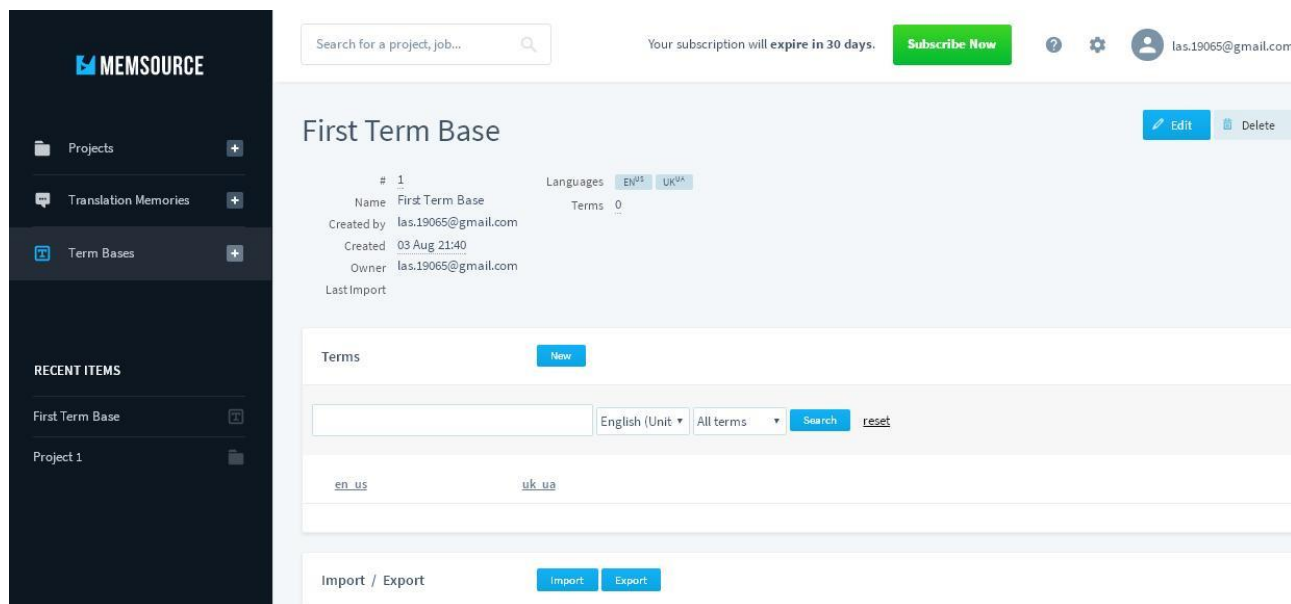 MEMSOURCE
Search for a project, job...
Your subscription will expire in 30 days.
Subscribe Now
las.19065@gmail.com
Projects
Translation Memories
Term Bases
RECENT ITEMS
First Term Base
Project 1
First Term Base
Edit
Delete
# 1
Name First Term Base
Created by las.19065@gmail.com
Created 03 Aug 21:40
Owner las.19065@gmail.com
Last Import
Languages EN US UK UA
Terms 0
Terms New
English (Unit All terms Search reset
en_us uk_ua
Import / Export Import Export